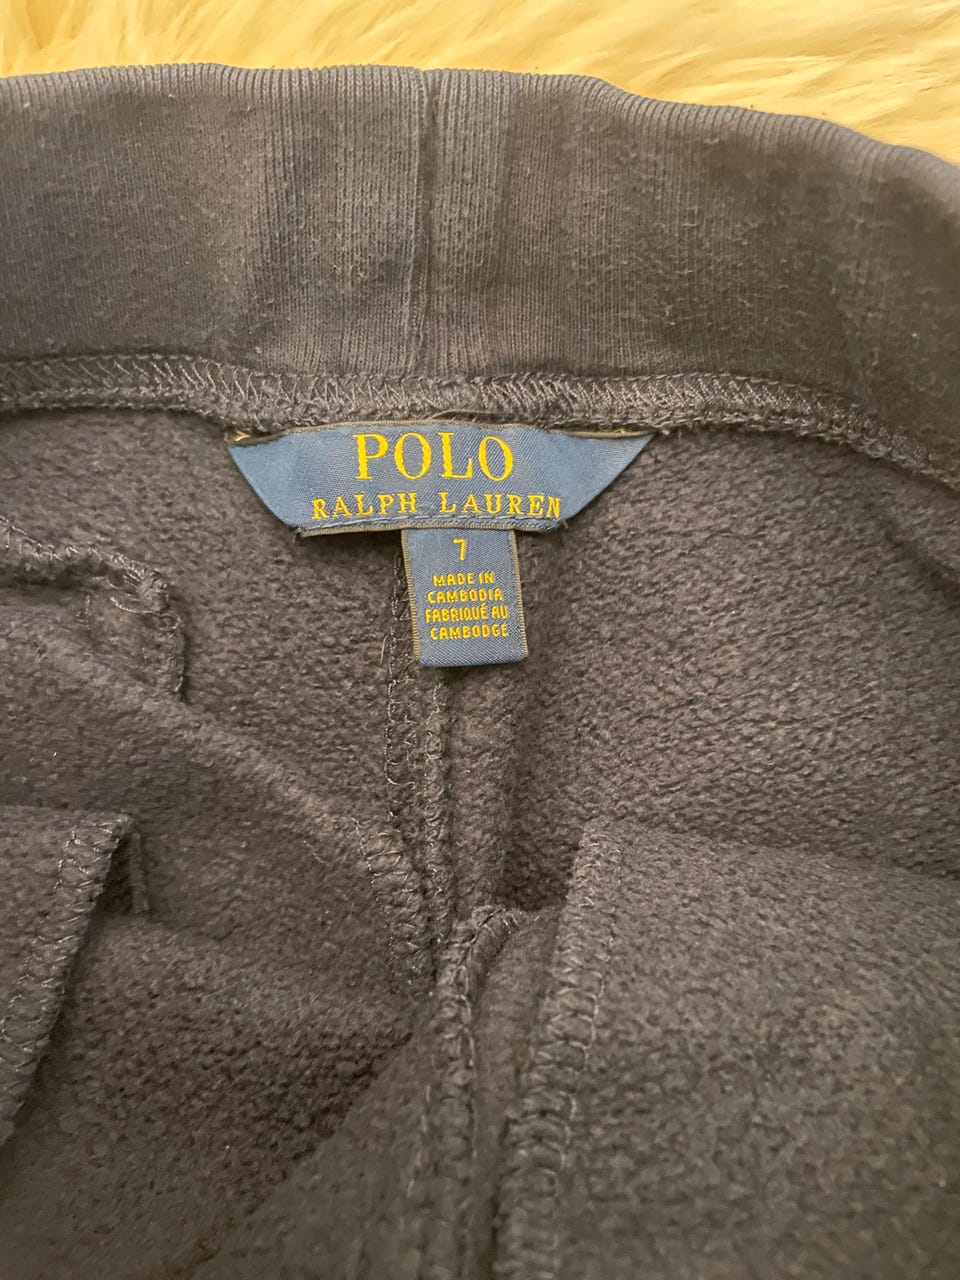 POLO
RALPH LAUREN
7
MADE IN
CAMBODIA
FABRIQUÉ AU
CAMBODGE